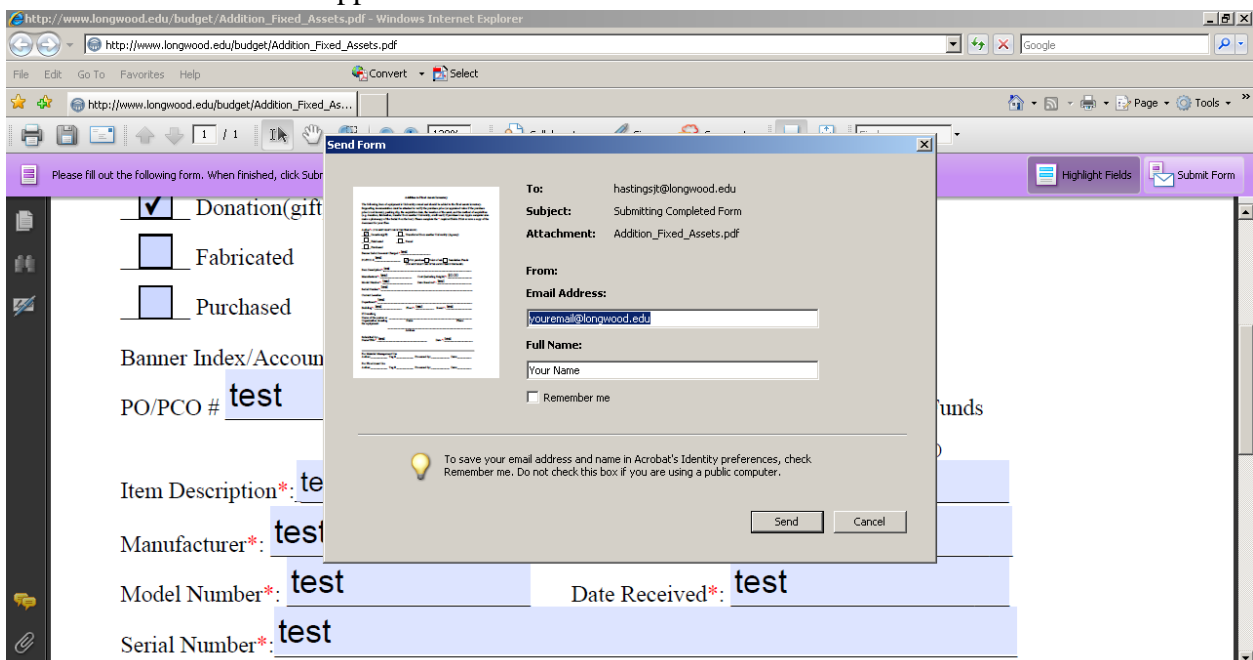 http://www.longwood.edu/budget/Addition_Fixed_Assets.pdf - Windows Internet Explorer
http://www.longwood.edu/budget/Addition_Fixed_Assets.pdf
Google
File Edit Go To Favorites Help Convert Select
http://www.longwood.edu/budget/Addition_Fixed_As...
Page Tools »
1 / 1
Send Form
Please fill out the following form. When finished, click Subr
Highlight Fields Submit Form
To: hastingsjt@longwood.edu
Subject: Submitting Completed Form
Attachment: Addition_Fixed_Assets.pdf
From:
Email Address:
youremail@longwood.edu
Full Name:
Your Name
Remember me
To save your email address and name in Acrobat's Identity preferences, check
Remember me. Do not check this box if you are using a public computer.
Send Cancel
Donation(gift
Fabricated
Purchased
Banner Index/Accoun
PO/PCO # test
unds
)
Item Description*: te
Manufacturer*: test
Model Number*: test Date Received*: test
Serial Number*: test